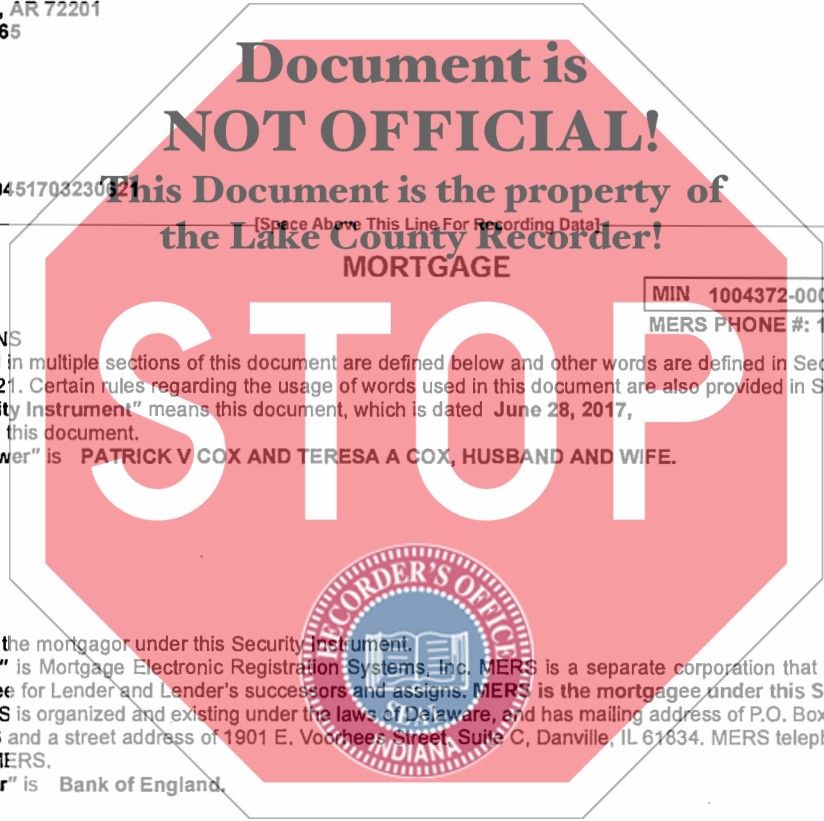 , AR 72201
65
Document is
NOT OFFICIAL!
0451703230621
This Document is the property of
[Space Above This Line For Recording Data]
the Lake County Recorder!
MORTGAGE
MIN 1004372-000
MERS PHONE #: 1
NS
in multiple sections of this document are defined below and other words are defined in Sec
21. Certain rules regarding the usage of words used in this document are also provided in S
ty Instrument” means this document, which is dated June 28, 2017,
this document.
wer” is PATRICK V COX AND TERESA A COX, HUSBAND AND WIFE.
STOP
RECORDER'S OFFICE
the mortgagor under this Security Instrument.
” is Mortgage Electronic Registration Systems, Inc. MERS is a separate corporation that
ee for Lender and Lender's successors and assigns. MERS is the mortgagee under this S
S is organized and existing under the laws of Delaware, and has mailing address of P.O. Box
and a street address of 1901 E. Voorhees Street, Suite C, Danville, IL 61834. MERS teleph
MERS.
INDIANA
r” is Bank of England.